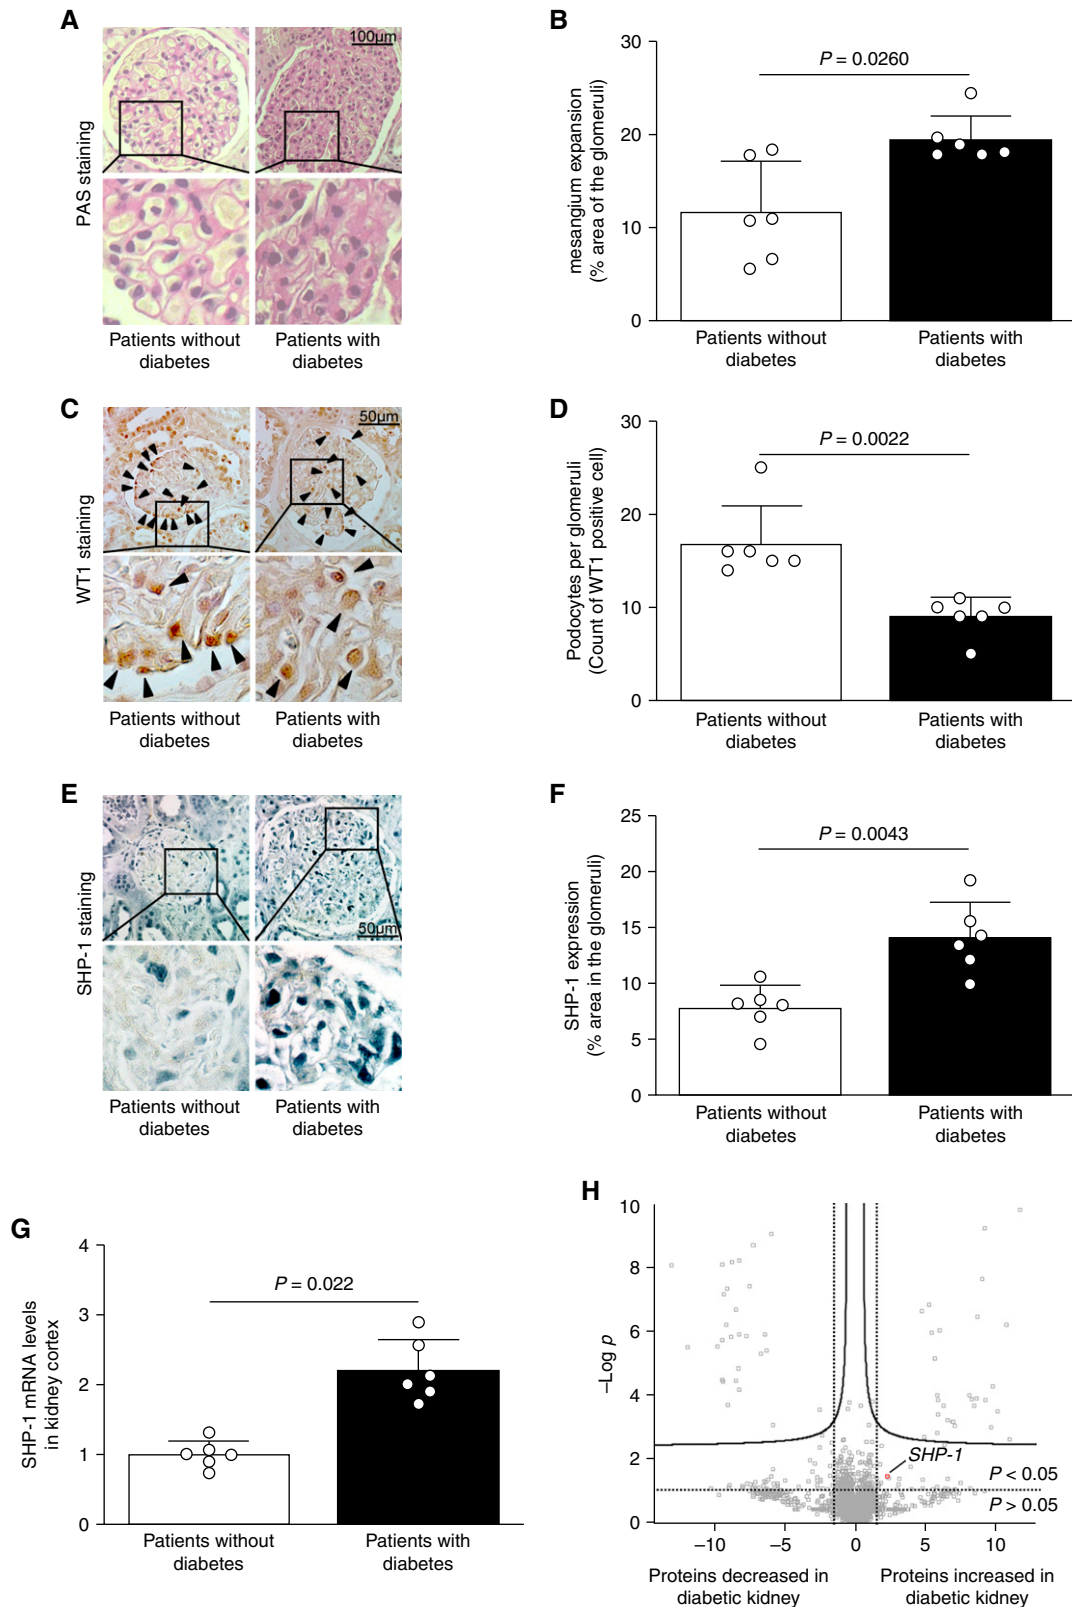 A
PAS staining
100μm
Patients without
diabetes
Patients with
diabetes
B
mesangium expansion
(% area of the glomeruli)
30
20
10
0
P = 0.0260
Patients without
diabetes
Patients with
diabetes
C
WT1 staining
50μm
Patients without
diabetes
Patients with
diabetes
D
Podocytes per glomeruli
(Count of WT1 positive cell)
30
20
10
0
P = 0.0022
Patients without
diabetes
Patients with
diabetes
E
SHP-1 staining
50μm
Patients without
diabetes
Patients with
diabetes
F
SHP-1 expression
(% area in the glomeruli)
25
20
15
10
5
0
P = 0.0043
Patients without
diabetes
Patients with
diabetes
G
SHP-1 mRNA levels
in kidney cortex
4
3
2
1
0
P = 0.022
Patients without
diabetes
Patients with
diabetes
H
–Log p
10
8
6
4
2
0
SHP-1
P < 0.05
P > 0.05
–10 –5 0 5 10
Proteins decreased in
diabetic kidney
Proteins increased in
diabetic kidney